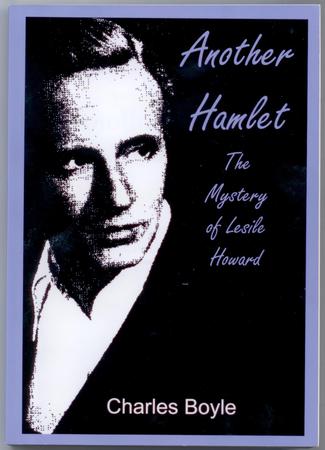 Another
Hamlet
The
Mystery
of Lesile
Howard
Charles Boyle